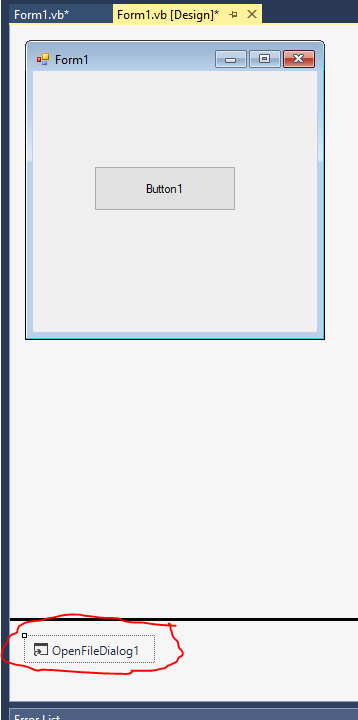 Form1.vb*
Form1.vb [Design]*
Form1
Button1
OpenFileDialog1
Error List